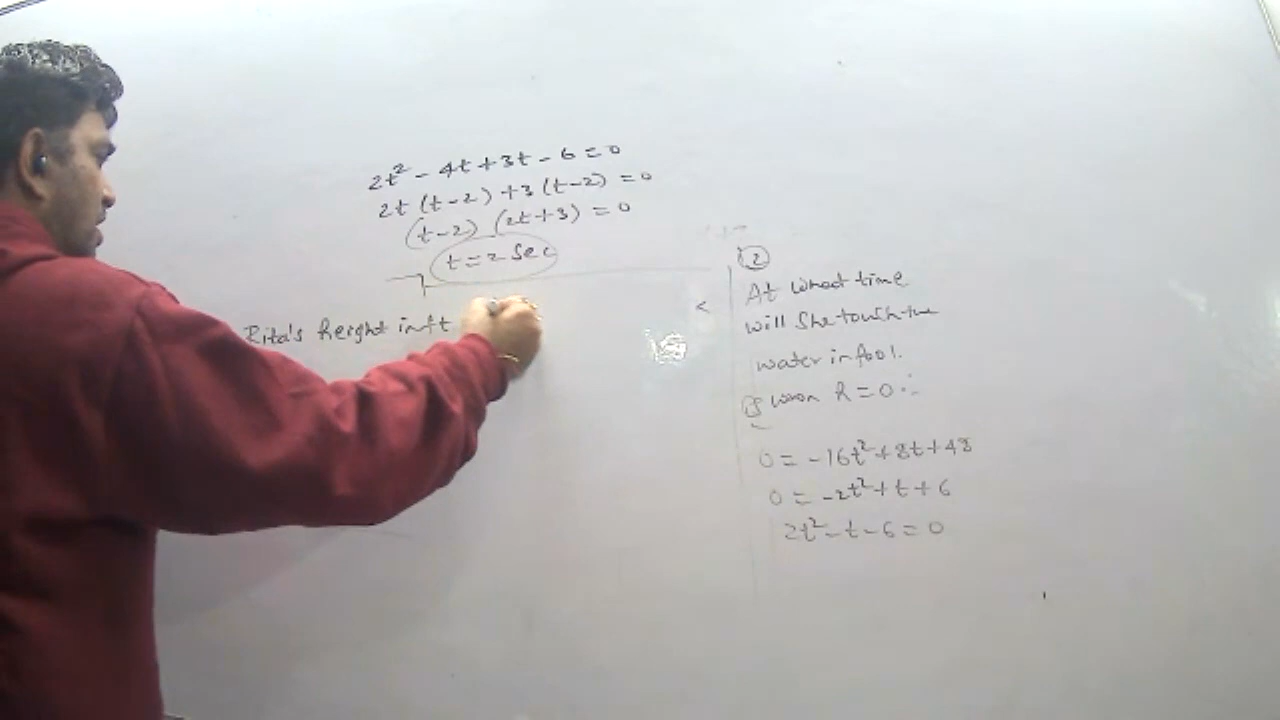 2t² - 4t + 3t - 6 = 0
2t (t-2) + 3 (t-2) = 0
(t-2) (2t+3) = 0
t = 2 Sec
Rita's height in ft
②
At what time
will she touch the
water in pool.
when h = 0 ∴
0 = -16t² + 8t + 48
0 = -2t² + t + 6
2t² - t - 6 = 0